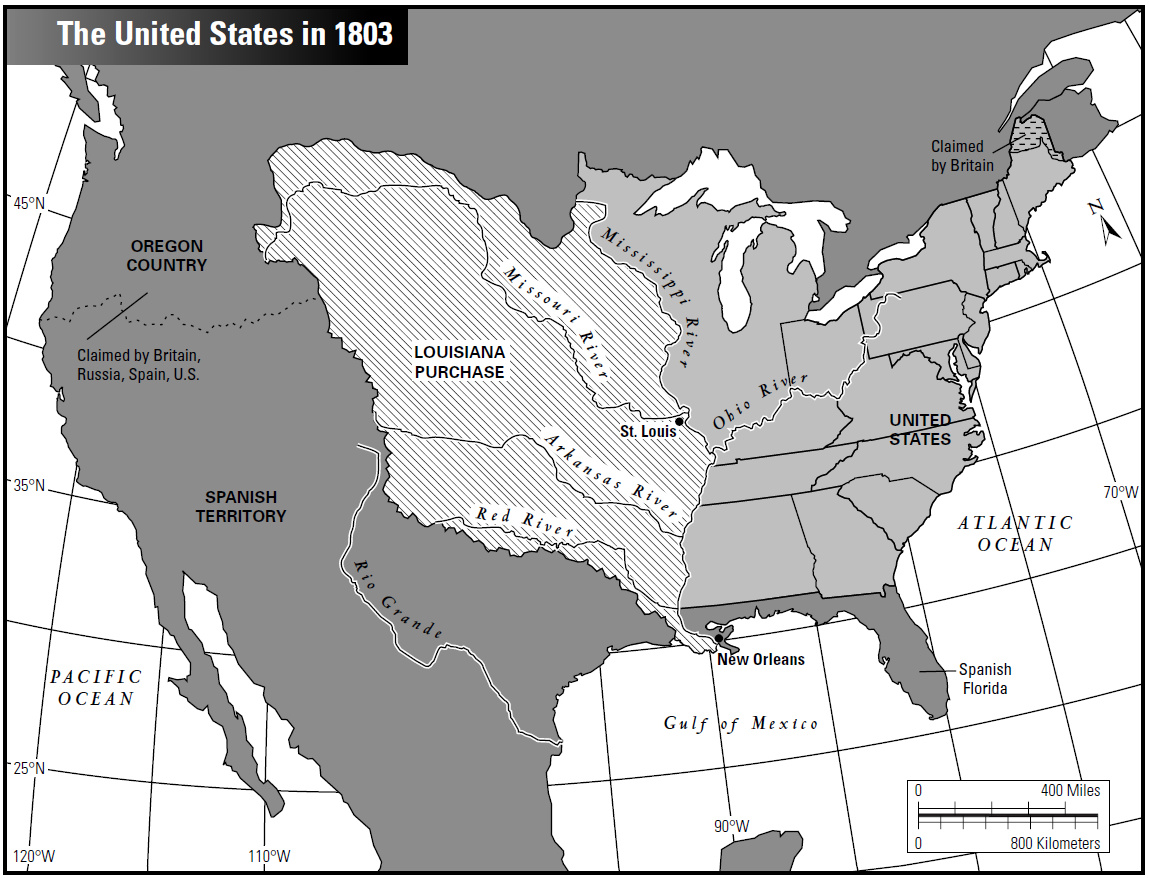 The United States in 1803
Claimed
by Britain
N
45°N
OREGON
COUNTRY
Mississippi River
Missouri River
Claimed by Britain,
Russia, Spain, U.S.
LOUISIANA
PURCHASE
Ohio River
St. Louis
UNITED
STATES
Arkansas River
35°N
SPANISH
TERRITORY
70°W
Red River
ATLANTIC
OCEAN
Rio Grande
New Orleans
PACIFIC
OCEAN
Spanish
Florida
Gulf of Mexico
25°N
0 400 Miles
0 800 Kilometers
90°W
120°W
110°W